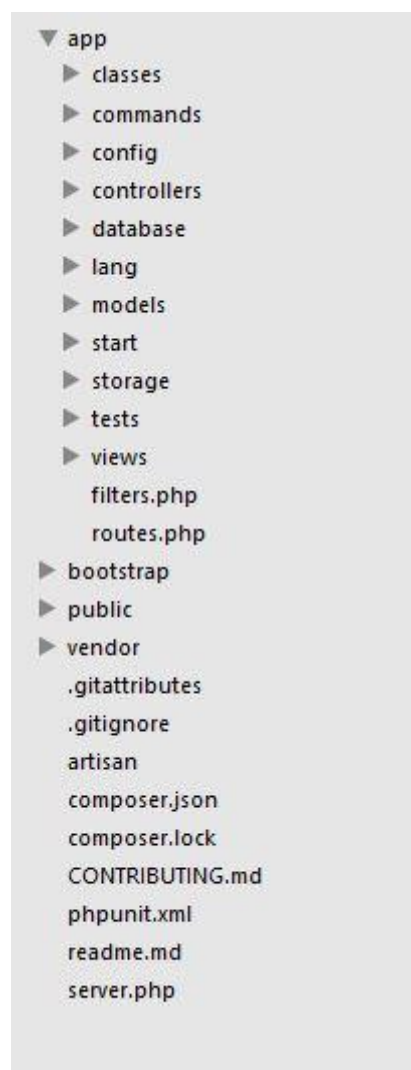 app
classes
commands
config
controllers
database
lang
models
start
storage
tests
views
filters.php
routes.php
bootstrap
public
vendor
.gitattributes
.gitignore
artisan
composer.json
composer.lock
CONTRIBUTING.md
phpunit.xml
readme.md
server.php